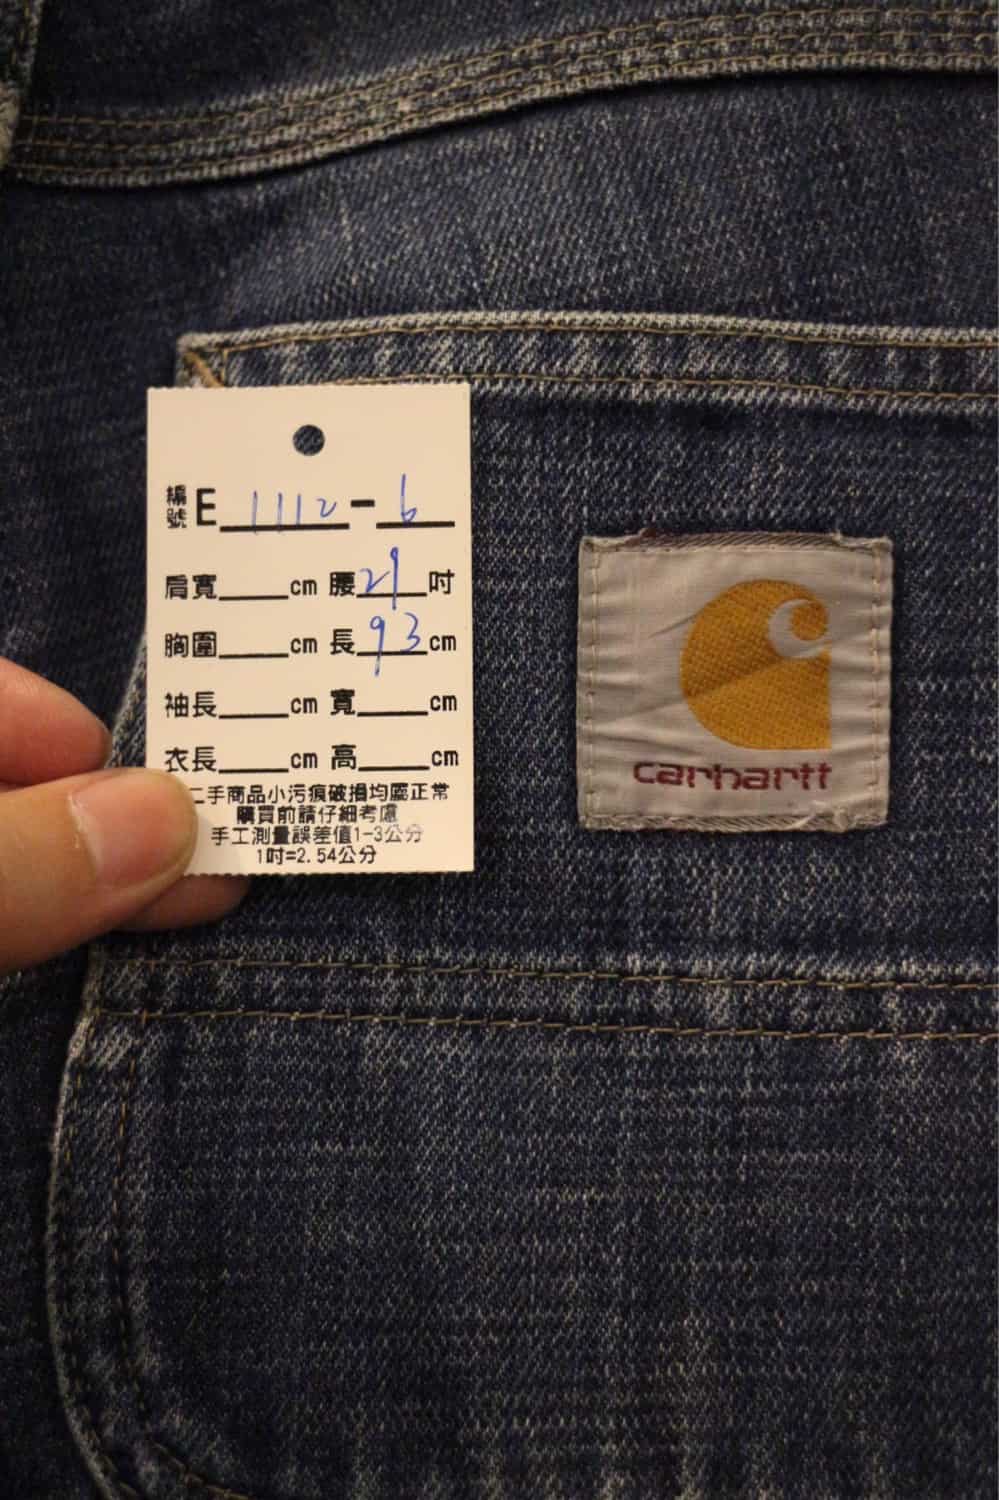 編號 E 1112 - 6
肩寬 cm 腰 29 吋
胸圍 cm 長 93 cm
袖長 cm 寬 cm
衣長 cm 高 cm
二手商品小污痕破損均屬正常
購買前請仔細考慮
手工測量誤差值1-3公分
1吋=2.54公分
carhartt